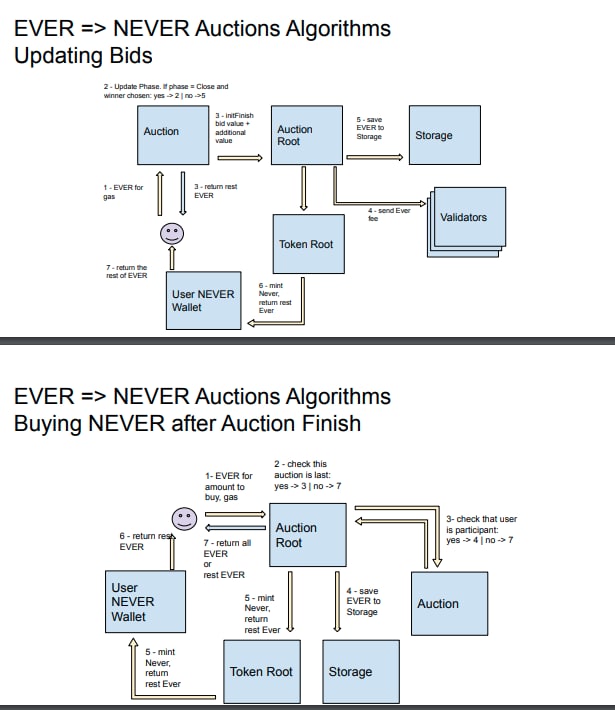 EVER => NEVER Auctions Algorithms
Updating Bids
2 - Update Phase. If phase = Close and
winner chosen: yes -> 2 | no ->5
Auction
3 - initFinish
bid value +
additional
value
Auction
Root
5 - save
EVER to
Storage
Storage
1 - EVER for
gas
3 - return rest
EVER
4 - send Ever
fee
Validators
Token Root
7 - return the
rest of EVER
User NEVER
Wallet
6 - mint
Never,
return rest
Ever
EVER => NEVER Auctions Algorithms
Buying NEVER after Auction Finish
1- EVER for
amount to
buy, gas
2 - check this
auction is last:
yes -> 3 | no -> 7
Auction
Root
3- check that user
is participant:
yes -> 4 | no -> 7
6 - return rest
EVER
7 - return all
EVER
or
rest EVER
User
NEVER
Wallet
5 - mint
Never,
return
rest Ever
4 - save
EVER to
Storage
Auction
5 - mint
Never,
return
rest Ever
Token Root
Storage